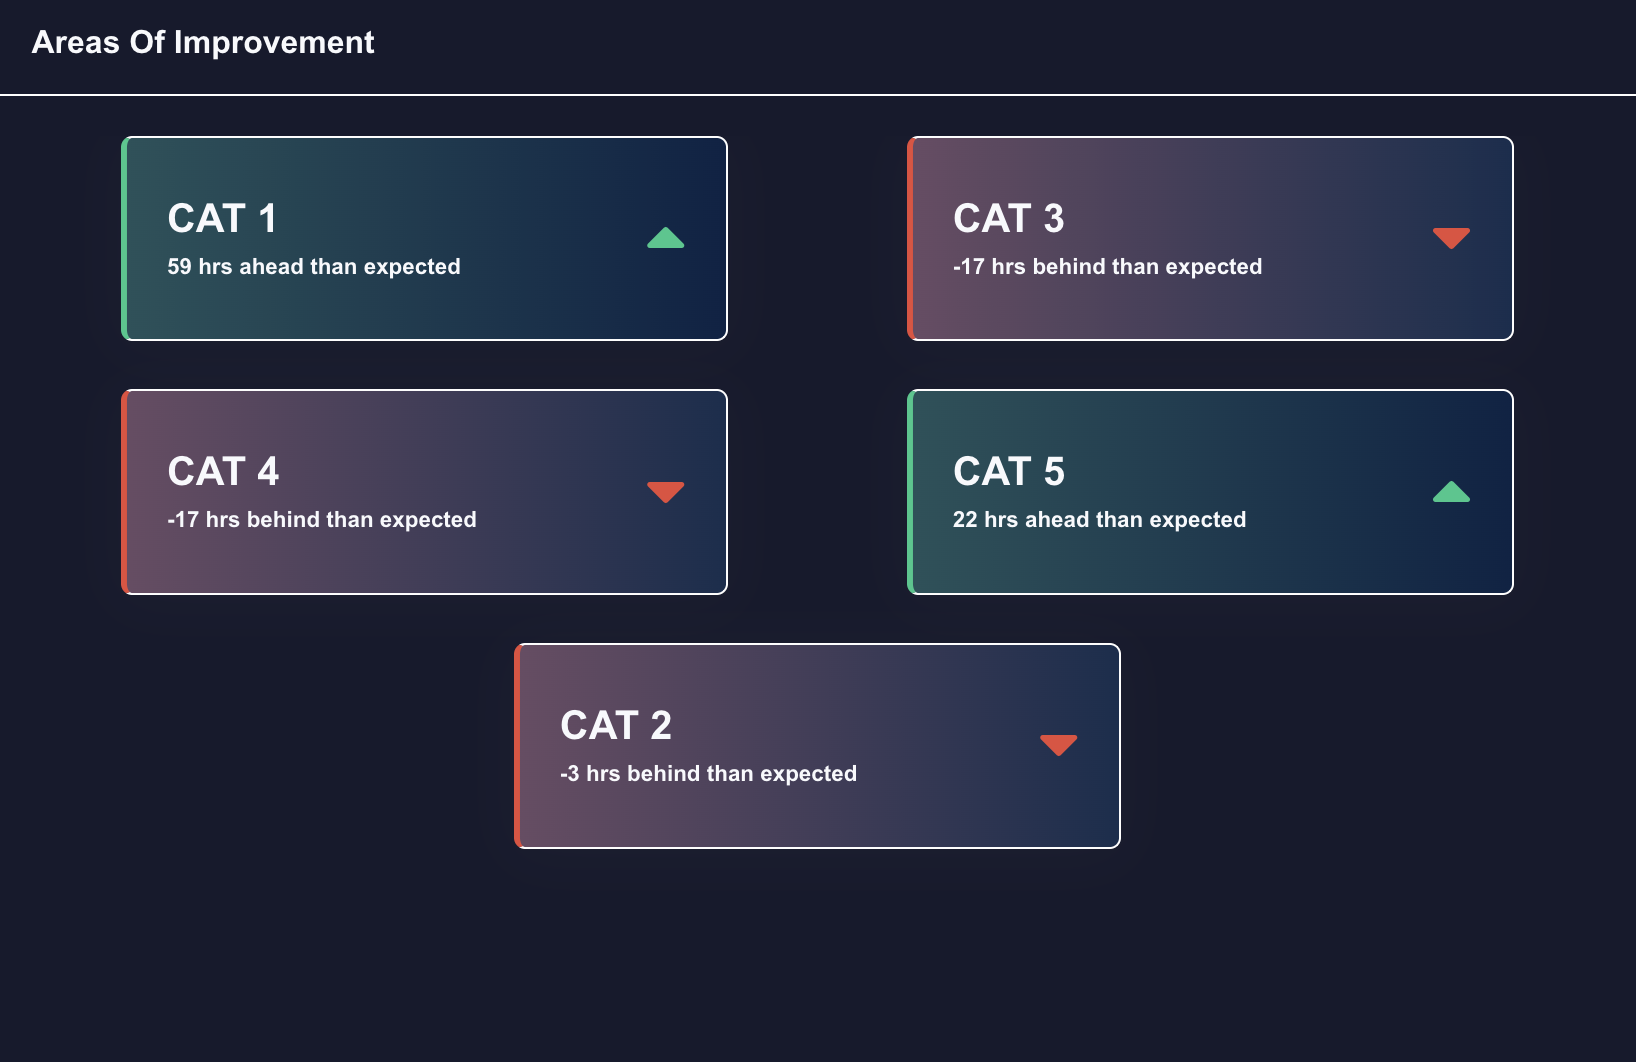 Areas Of Improvement
CAT 1
59 hrs ahead than expected
CAT 3
-17 hrs behind than expected
CAT 4
-17 hrs behind than expected
CAT 5
22 hrs ahead than expected
CAT 2
-3 hrs behind than expected